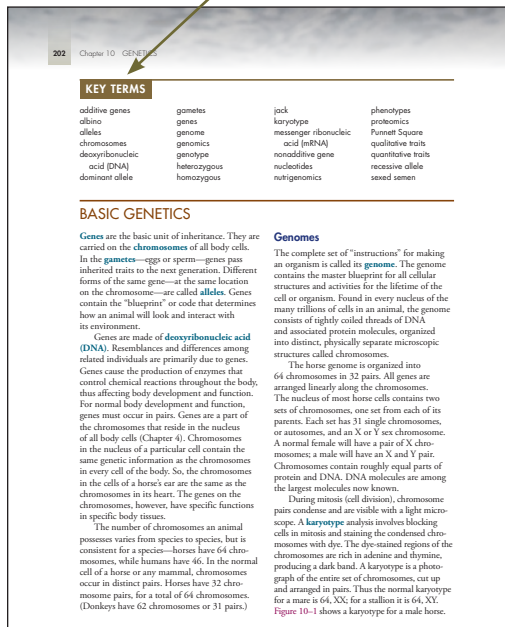 202 Chapter 10 GENETICS
KEY TERMS
additive genes
albino
alleles
chromosomes
deoxyribonucleic
acid (DNA)
dominant allele
gametes
genes
genome
genomics
genotype
heterozygous
homozygous
jack
karyotype
messenger ribonucleic
acid (mRNA)
nonadditive gene
nucleotides
nutrigenomics
phenotypes
proteomics
Punnett Square
qualitative traits
quantitative traits
recessive allele
sexed semen
BASIC GENETICS
Genes are the basic unit of inheritance. They are
carried on the chromosomes of all body cells.
In the gametes—eggs or sperm—genes pass
inherited traits to the next generation. Different
forms of the same gene—at the same location
on the chromosome—are called alleles. Genes
contain the "blueprint" or code that determines
how an animal will look and interact with
its environment.
Genes are made of deoxyribonucleic acid
(DNA). Resemblances and differences among
related individuals are primarily due to genes.
Genes cause the production of enzymes that
control chemical reactions throughout the body,
thus affecting body development and function.
For normal body development and function,
genes must occur in pairs. Genes are a part of
the chromosomes that reside in the nucleus
of all body cells (Chapter 4). Chromosomes
in the nucleus of a particular cell contain the
same genetic information as the chromosomes
in every cell of the body. So, the chromosomes
in the cells of a horse's ear are the same as the
chromosomes in its heart. The genes on the
chromosomes, however, have specific functions
in specific body tissues.
The number of chromosomes an animal
possesses varies from species to species, but is
consistent for a species—horses have 64 chro-
mosomes, while humans have 46. In the normal
cell of a horse or any mammal, chromosomes
occur in distinct pairs. Horses have 32 chro-
mosome pairs, for a total of 64 chromosomes.
(Donkeys have 62 chromosomes or 31 pairs.)
Genomes
The complete set of "instructions" for making
an organism is called its genome. The genome
contains the master blueprint for all cellular
structures and activities for the lifetime of the
cell or organism. Found in every nucleus of the
many trillions of cells in an animal, the genome
consists of tightly coiled threads of DNA
and associated protein molecules, organized
into distinct, physically separate microscopic
structures called chromosomes.
The horse genome is organized into
64 chromosomes in 32 pairs. All genes are
arranged linearly along the chromosomes.
The nucleus of most horse cells contains two
sets of chromosomes, one set from each of its
parents. Each set has 31 single chromosomes,
or autosomes, and an X or Y sex chromosome.
A normal female will have a pair of X chro-
mosomes; a male will have an X and Y pair.
Chromosomes contain roughly equal parts of
protein and DNA. DNA molecules are among
the largest molecules now known.
During mitosis (cell division), chromosome
pairs condense and are visible with a light micro-
scope. A karyotype analysis involves blocking
cells in mitosis and staining the condensed chro-
mosomes with dye. The dye-stained regions of the
chromosomes are rich in adenine and thymine,
producing a dark band. A karyotype is a photo-
graph of the entire set of chromosomes, cut up
and arranged in pairs. Thus the normal karyotype
for a mare is 64, XX; for a stallion it is 64, XY.
Figure 10–1 shows a karyotype for a male horse.